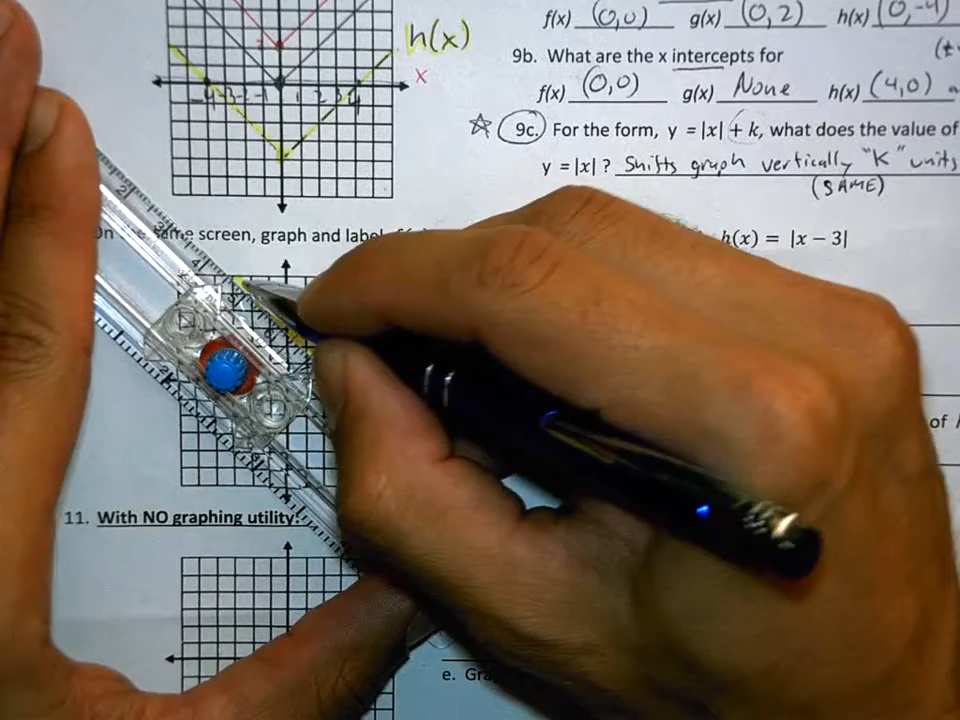 f(x) (0,0) g(x) (0,2) h(x) (0,-4)
h(x)
x
9b. What are the x intercepts for
f(x) (0,0) g(x) None h(x) (4,0)
9c. For the form, y = |x| + k, what does the value of
y = |x| ? Shifts graph vertically "K" units
(SAME)
same screen, graph and label h(x) = |x − 3|
of
11. With NO graphing utility:
e. Gra